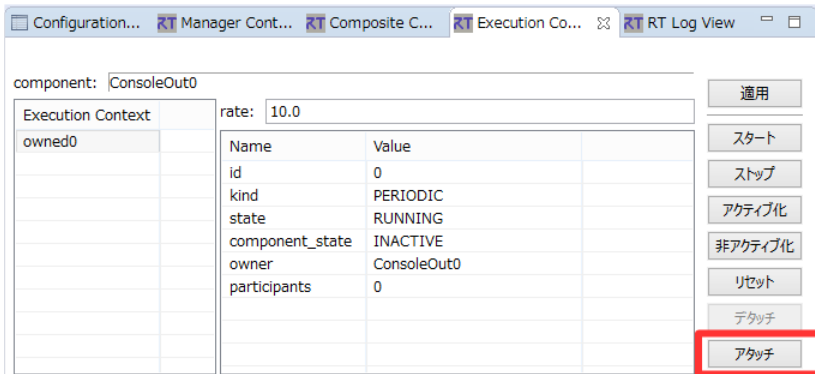 Configuration... RT Manager Cont... RT Composite C... RT Execution Co... RT RT Log View
component: ConsoleOut0
適用
Execution Context
rate: 10.0
owned0
Name Value
スタート
id 0
ストップ
kind PERIODIC
state RUNNING
アクティブ化
component_state INACTIVE
非アクティブ化
owner ConsoleOut0
participants 0
リセット
デタッチ
アタッチ